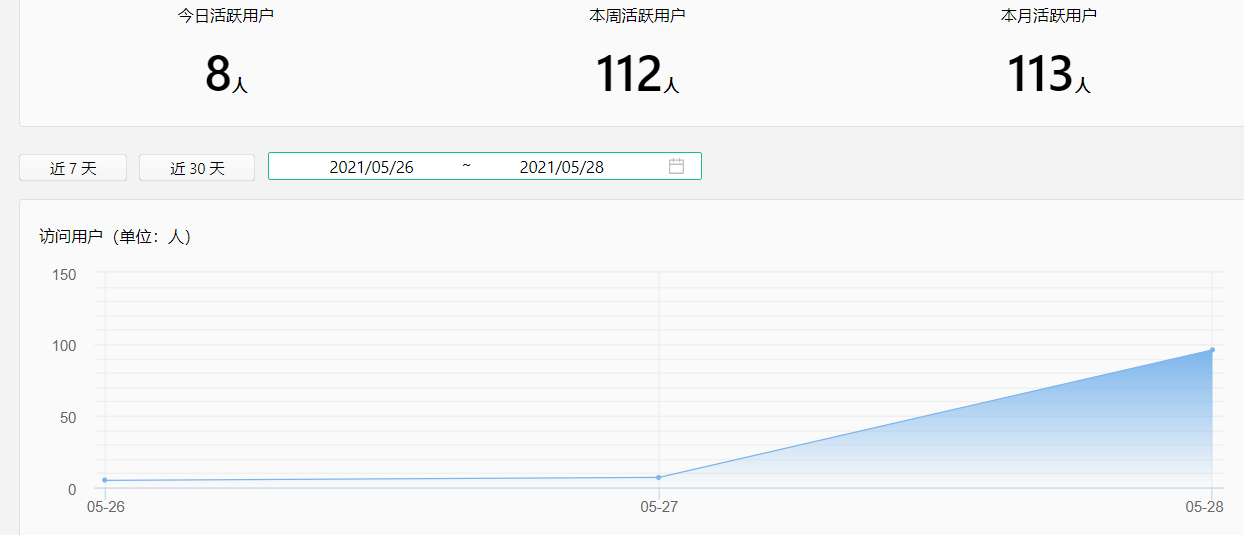 今日活跃用户 本周活跃用户 本月活跃用户
8人 112人 113人
近 7 天 近 30 天 2021/05/26 ~ 2021/05/28
访问用户（单位：人）
150
100
50
0
05-26 05-27 05-28